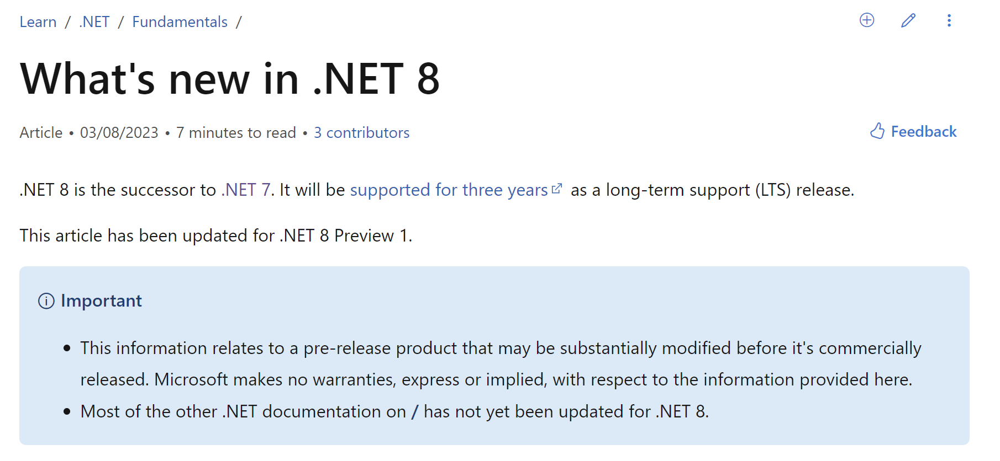 Learn / .NET / Fundamentals /
What's new in .NET 8
Article • 03/08/2023 • 7 minutes to read • 3 contributors
Feedback
.NET 8 is the successor to .NET 7. It will be supported for three years as a long-term support (LTS) release.
This article has been updated for .NET 8 Preview 1.
Important
• This information relates to a pre-release product that may be substantially modified before it's commercially
released. Microsoft makes no warranties, express or implied, with respect to the information provided here.
• Most of the other .NET documentation on / has not yet been updated for .NET 8.